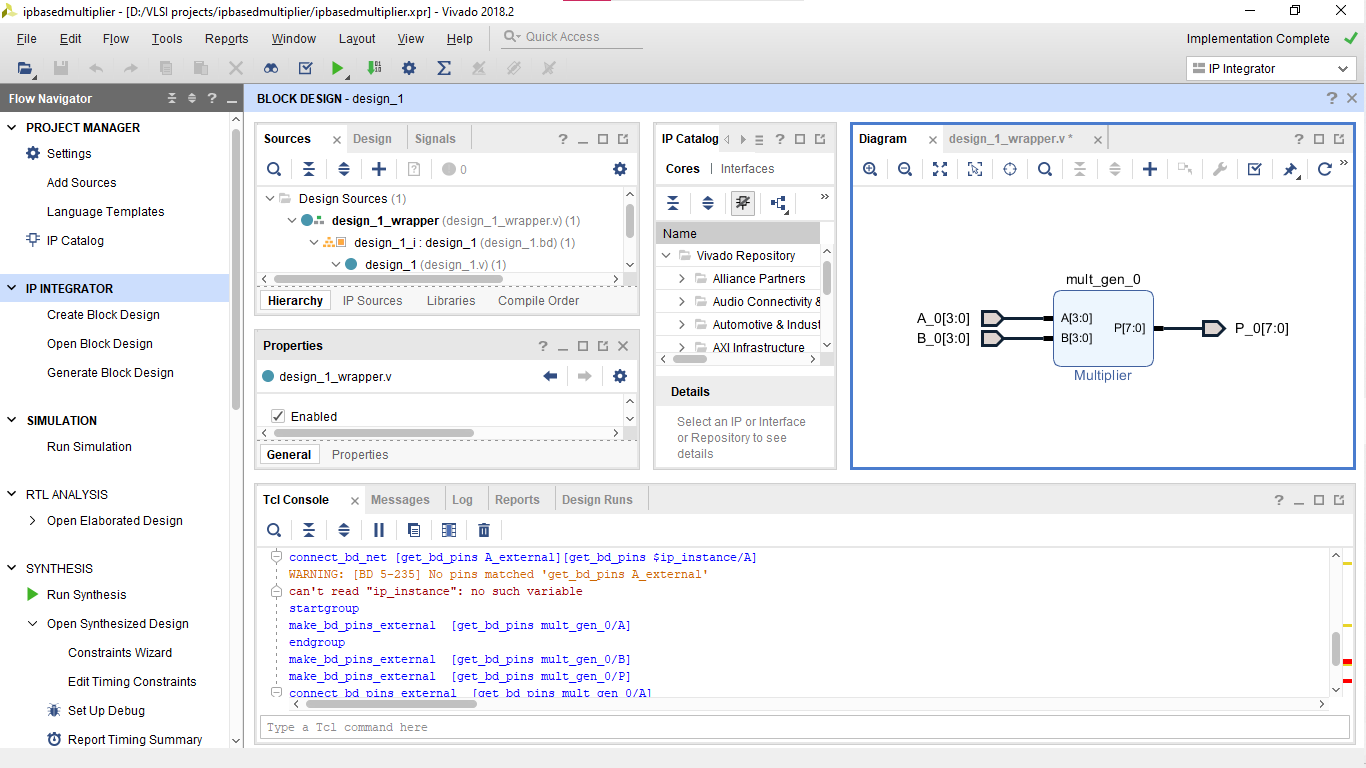 ipbasedmultiplier - [D:/VLSI projects/ipbasedmultiplier/ipbasedmultiplier.xpr] - Vivado 2018.2
File Edit Flow Tools Reports Window Layout View Help Quick Access
Implementation Complete
IP Integrator
Flow Navigator
PROJECT MANAGER
Settings
Add Sources
Language Templates
IP Catalog
IP INTEGRATOR
Create Block Design
Open Block Design
Generate Block Design
SIMULATION
Run Simulation
RTL ANALYSIS
Open Elaborated Design
SYNTHESIS
Run Synthesis
Open Synthesized Design
Constraints Wizard
Edit Timing Constraints
Set Up Debug
Report Timing Summary
BLOCK DESIGN - design_1
Sources Design Signals
0
Design Sources (1)
design_1_wrapper (design_1_wrapper.v) (1)
design_1_i : design_1 (design_1.bd) (1)
design_1 (design_1.v) (1)
Hierarchy IP Sources Libraries Compile Order
Properties
design_1_wrapper.v
Enabled
General Properties
IP Catalog
Cores Interfaces
Name
Vivado Repository
Alliance Partners
Audio Connectivity &
Automotive & Indust
AXI Infrastructure
Details
Select an IP or Interface
or Repository to see
details
Diagram design_1_wrapper.v *
mult_gen_0
A_0[3:0]
B_0[3:0]
A[3:0]
B[3:0]
P[7:0]
P_0[7:0]
Multiplier
Tcl Console Messages Log Reports Design Runs
connect_bd_net [get_bd_pins A_external][get_bd_pins $ip_instance/A]
WARNING: [BD 5-235] No pins matched 'get_bd_pins A_external'
can't read "ip_instance": no such variable
startgroup
make_bd_pins_external  [get_bd_pins mult_gen_0/A]
endgroup
make_bd_pins_external  [get_bd_pins mult_gen_0/B]
make_bd_pins_external  [get_bd_pins mult_gen_0/P]
connect_bd_pins_external  [get_bd_pins mult_gen_0/A]
Type a Tcl command here